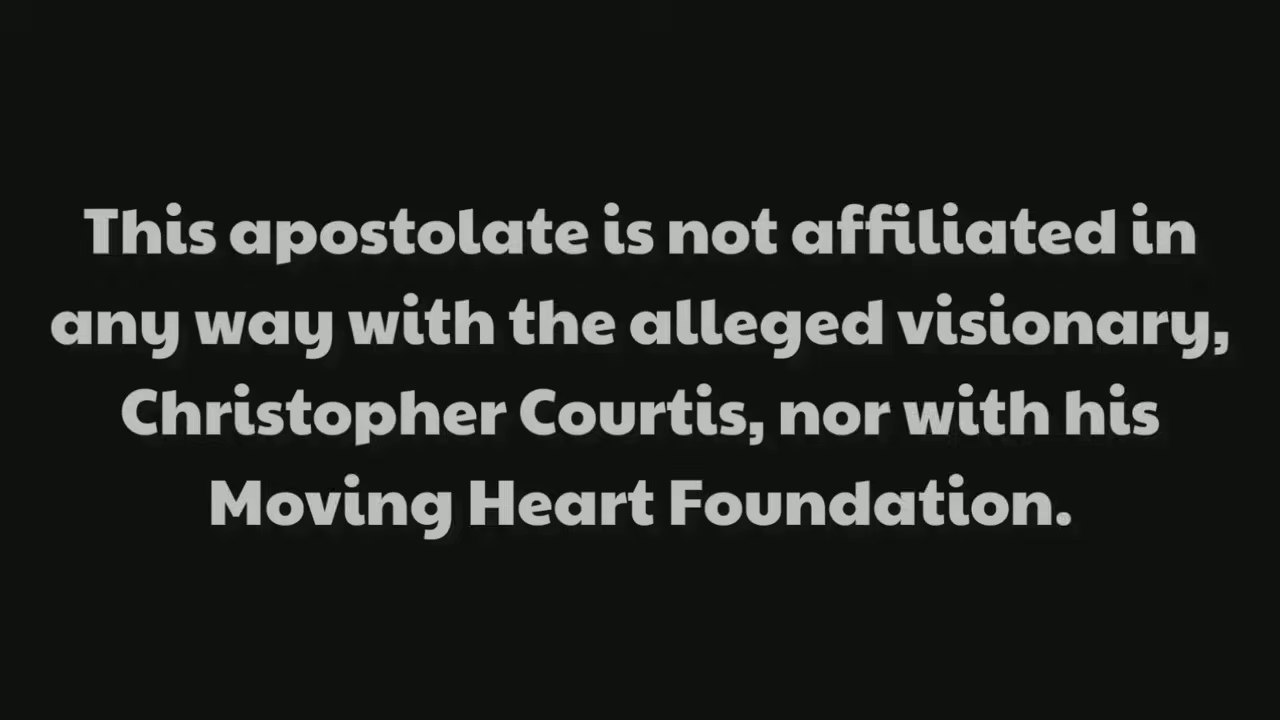 This apostolate is not affiliated in
any way with the alleged visionary,
Christopher Courtis, nor with his
Moving Heart Foundation.